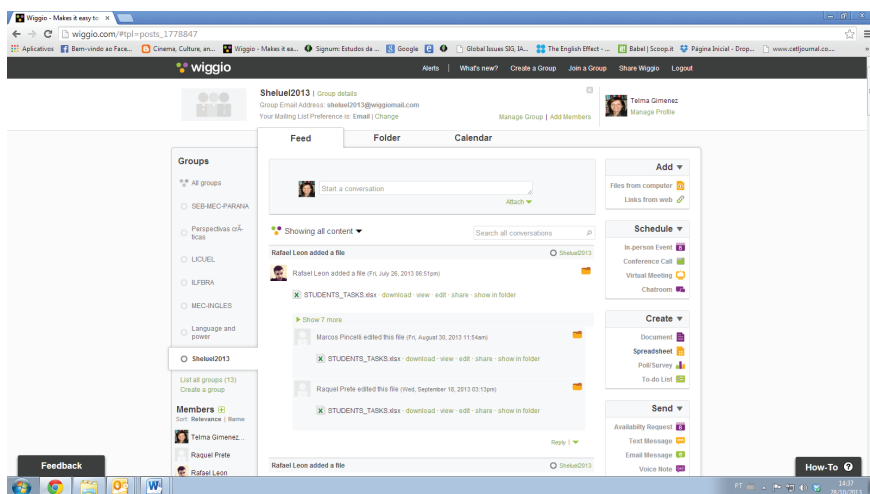 Wiggio - Makes it easy to
wiggio.com/#tpl=posts_1778847
Aplicativos Bem-vindo ao Face... Cinema, Culture, an... Wiggio - Makes it ea... Signum: Estudos da ... Google Global Issues SIG, IA... The English Effect - ... Babel | Scoop.it Página Inicial - Drop... www.cetljournal.co....
wiggio Alerts | What's new? Create a Group Join a Group Share Wiggio Logout
Sheluel2013 | Group details
Group Email Address: sheluel2013@wiggiomail.com
Your Mailing List Preference is: Email | Change
Manage Group | Add Members
Telma Gimenez
Manage Profile
Feed Folder Calendar
Groups
All groups
SEB-MEC-PARANA
Perspectivas crÃ-
ticas
LICUEL
ILFBRA
MEC-INGLES
Language and
power
Sheluel2013
List all groups (13)
Create a group
Members
Sort: Relevance | Name
Telma Gimenez...
Raquel Prete
Rafael Leon
Start a conversation
Attach
Showing all content
Search all conversations
Rafael Leon added a file Sheluel2013
Rafael Leon added a file (Fri, July 26, 2013 06:51pm)
STUDENTS_TASKS.xlsx - download - view - edit - share - show in folder
Show 7 more
Marcos Pincelli edited this file (Fri, August 30, 2013 11:54am)
STUDENTS_TASKS.xlsx - download - view - edit - share - show in folder
Raquel Prete edited this file (Wed, September 18, 2013 03:13pm)
STUDENTS_TASKS.xlsx - download - view - edit - share - show in folder
Reply |
Rafael Leon added a file Sheluel2013
Add
Files from computer
Links from web
Schedule
In-person Event
Conference Call
Virtual Meeting
Chatroom
Create
Document
Spreadsheet
Poll/Survey
To-do List
Send
Availabilty Request
Text Message
Email Message
Voice Note
Feedback
How-To ?
PT 14:37
28/10/2013